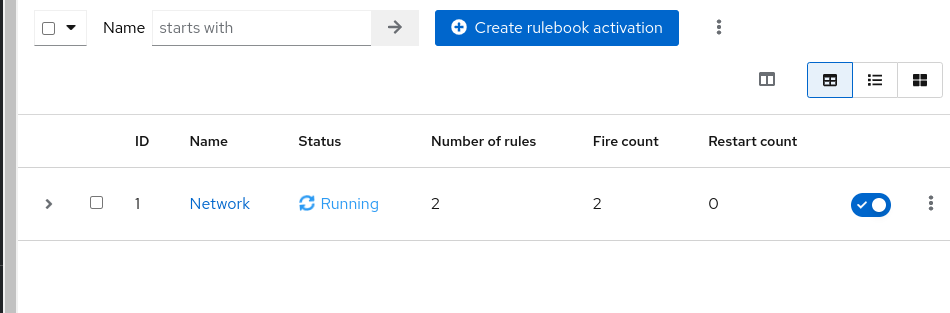 Name starts with Create rulebook activation
ID Name Status Number of rules Fire count Restart count
1 Network Running 2 2 0